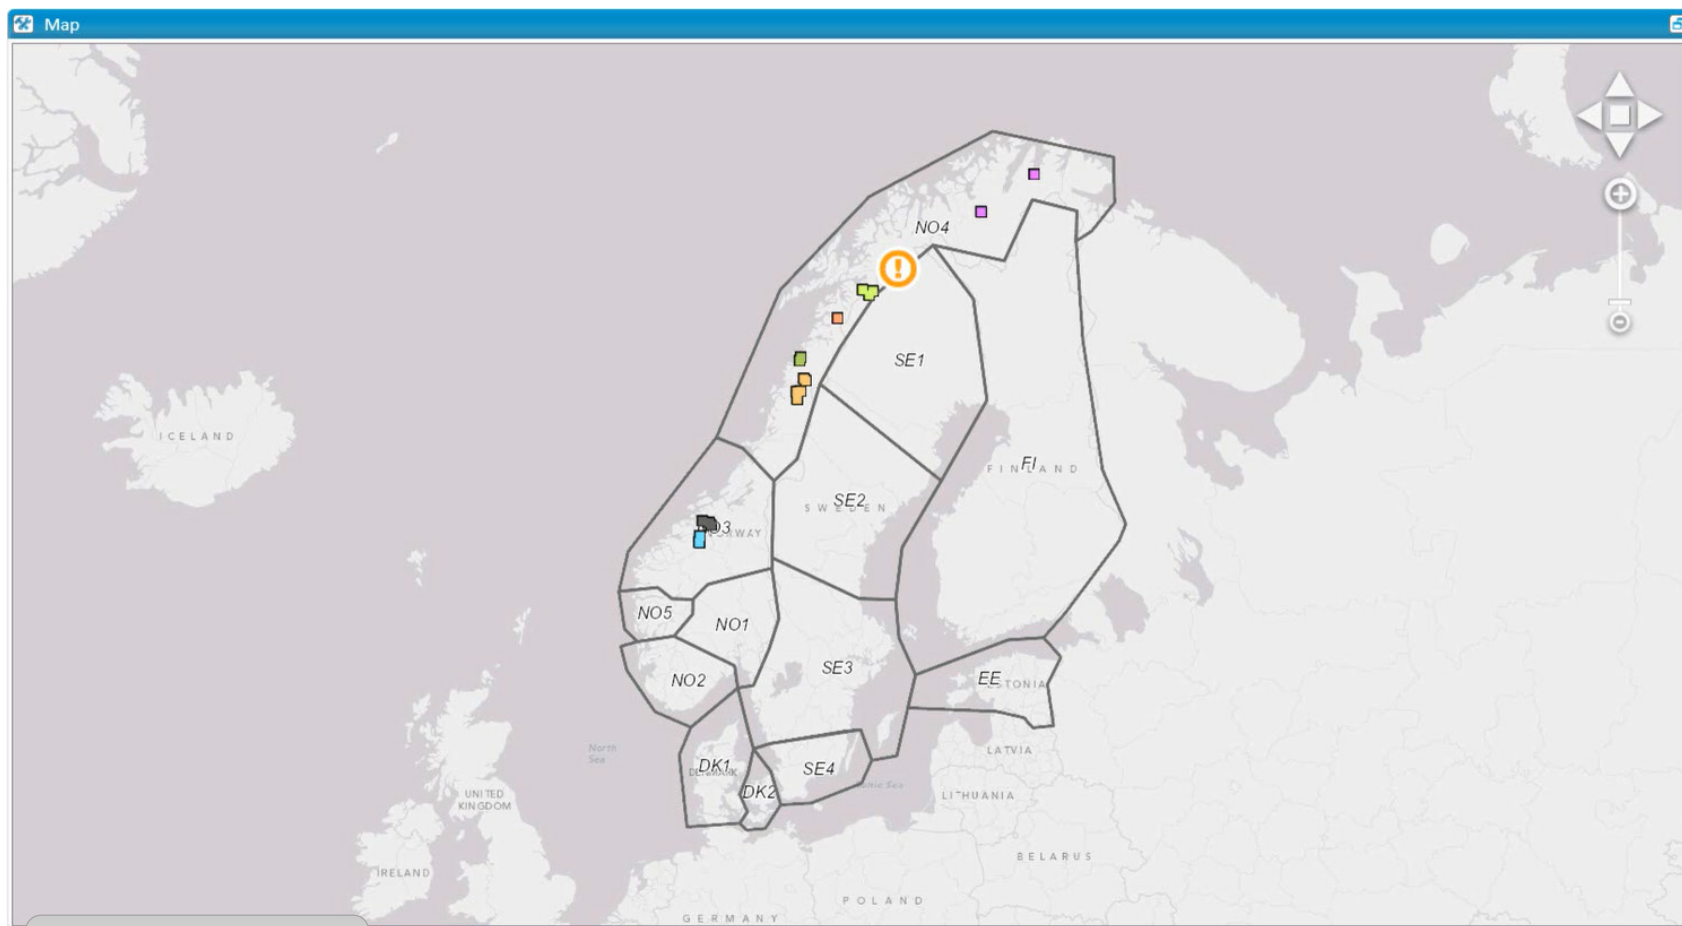 Map
NO4
SE1
ICELAND
FI
FINLAND
SE2
SWEDEN
NORWAY
NO5
NO1
SE3
NO2
EE
ESTONIA
North
Sea
LATVIA
DK1
DENMARK
SE4
DK2
UNITED
KINGDOM
LITHUANIA
BELARUS
IRELAND
POLAND
GERMANY